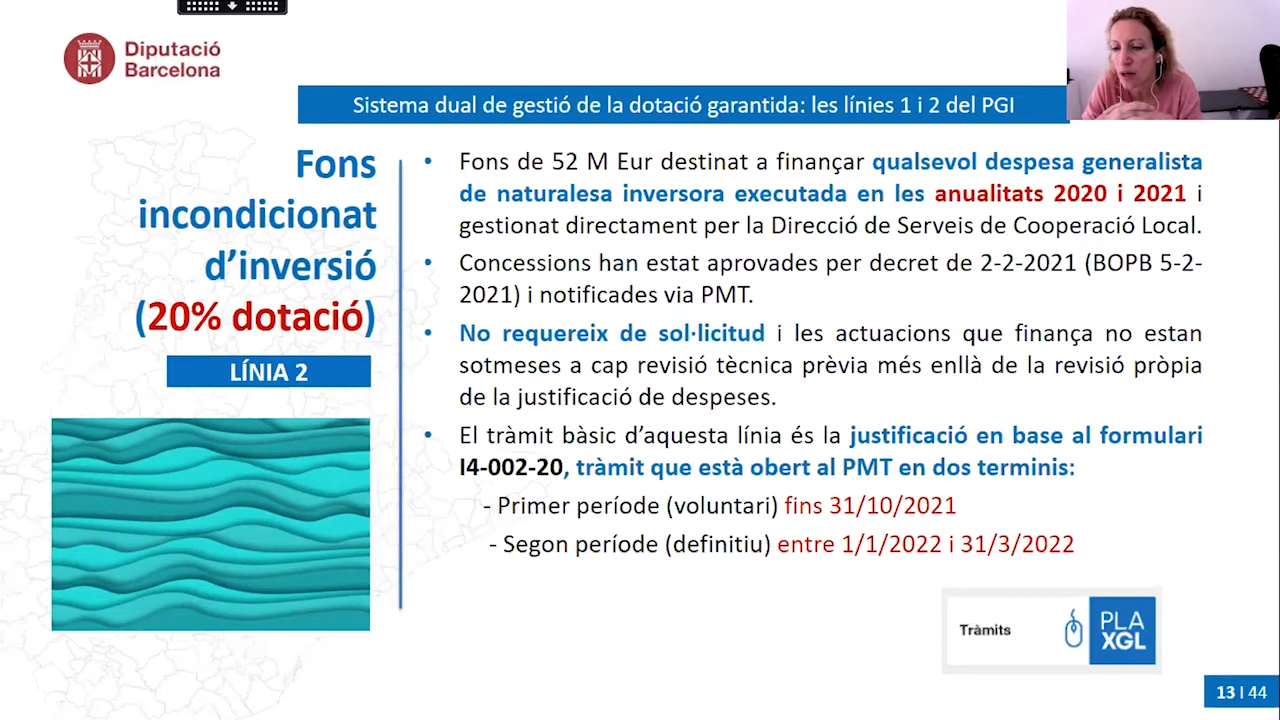 Diputació
Barcelona
Sistema dual de gestió de la dotació garantida: les línies 1 i 2 del PGI
Fons
incondicionat
d’inversió
(20% dotació)
LÍNIA 2
• Fons de 52 M Eur destinat a finançar qualsevol despesa generalista
de naturalesa inversora executada en les anualitats 2020 i 2021 i
gestionat directament per la Direcció de Serveis de Cooperació Local.
• Concessions han estat aprovades per decret de 2-2-2021 (BOPB 5-2-
2021) i notificades via PMT.
• No requereix de sol·licitud i les actuacions que finança no estan
sotmeses a cap revisió tècnica prèvia més enllà de la revisió pròpia
de la justificació de despeses.
• El tràmit bàsic d’aquesta línia és la justificació en base al formulari
I4-002-20, tràmit que està obert al PMT en dos terminis:
- Primer període (voluntari) fins 31/10/2021
- Segon període (definitiu) entre 1/1/2022 i 31/3/2022
Tràmits
PLA
XGL
13 I 44